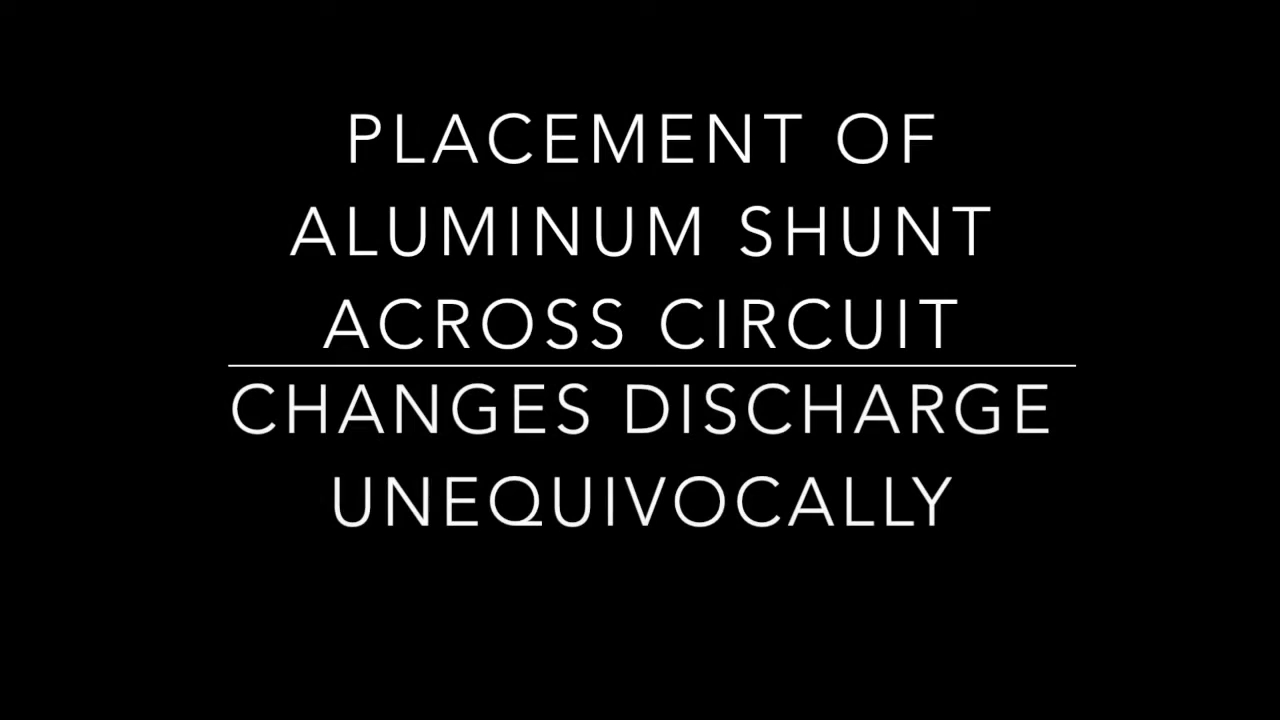 PLACEMENT OF
ALUMINUM SHUNT
ACROSS CIRCUIT
CHANGES DISCHARGE
UNEQUIVOCALLY